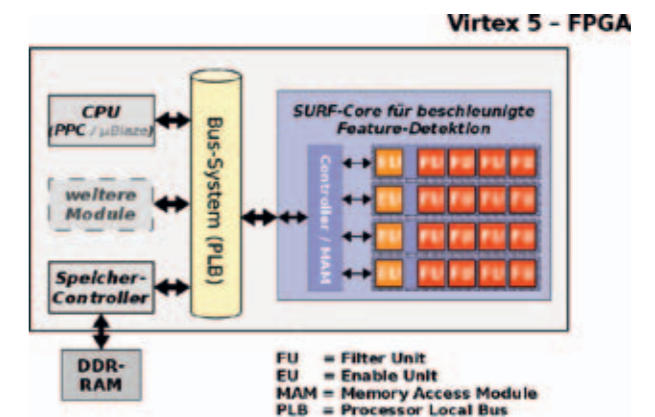 Virtex 5 – FPGA
CPU
(PPC / µBlaze)
weitere
Module
Speicher-
Controller
DDR-
RAM
Bus-System (PLB)
SURF-Core für beschleunigte
Feature-Detektion
Controller / MAM
EU FU FU FU FU
EU FU FU FU FU
EU FU FU FU FU
EU FU FU FU FU
FU = Filter Unit
EU = Enable Unit
MAM = Memory Access Module
PLB = Processor Local Bus